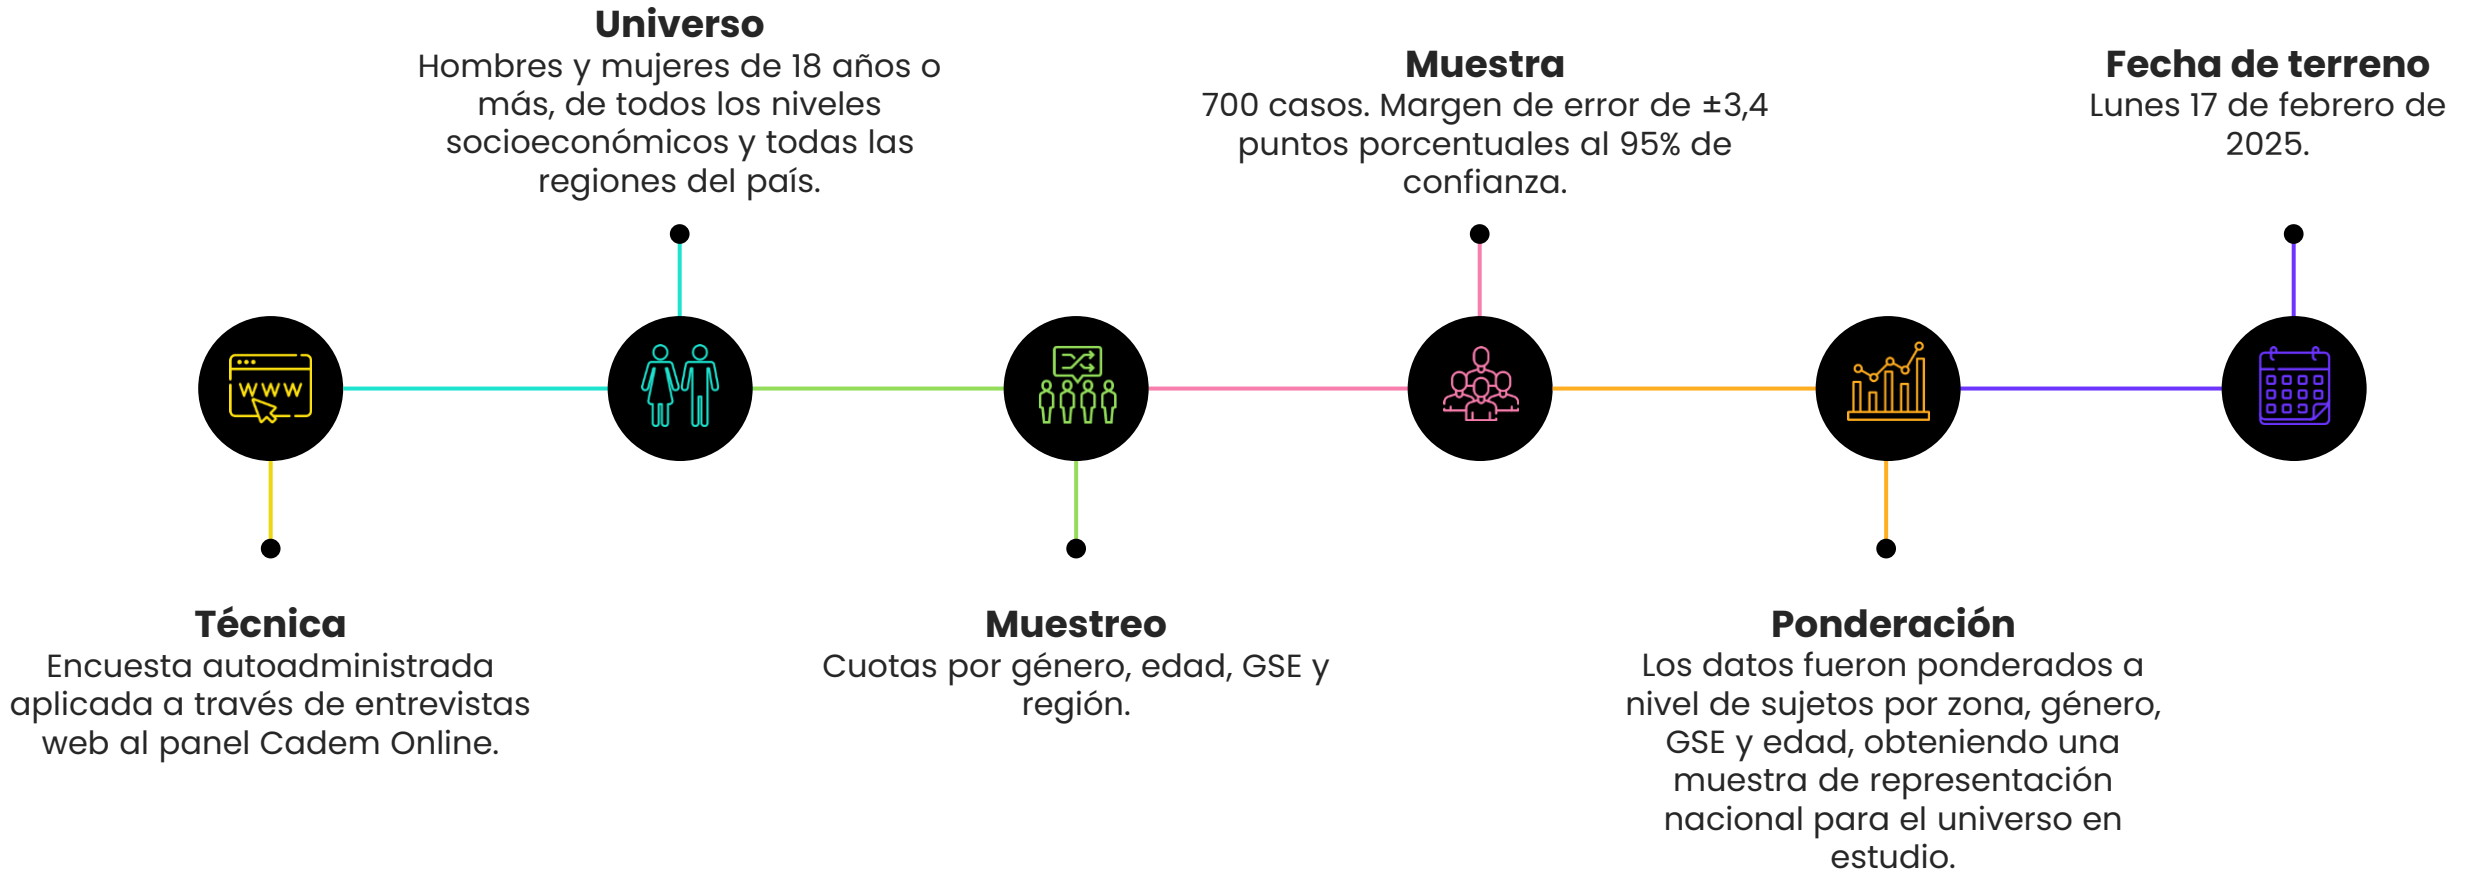 Universo
Hombres y mujeres de 18 años o
más, de todos los niveles
socioeconómicos y todas las
regiones del país.
Muestra
700 casos. Margen de error de ±3,4
puntos porcentuales al 95% de
confianza.
Fecha de terreno
Lunes 17 de febrero de
2025.
WWW
Técnica
Encuesta autoadministrada
aplicada a través de entrevistas
web al panel Cadem Online.
Muestreo
Cuotas por género, edad, GSE y
región.
Ponderación
Los datos fueron ponderados a
nivel de sujetos por zona, género,
GSE y edad, obteniendo una
muestra de representación
nacional para el universo en
estudio.